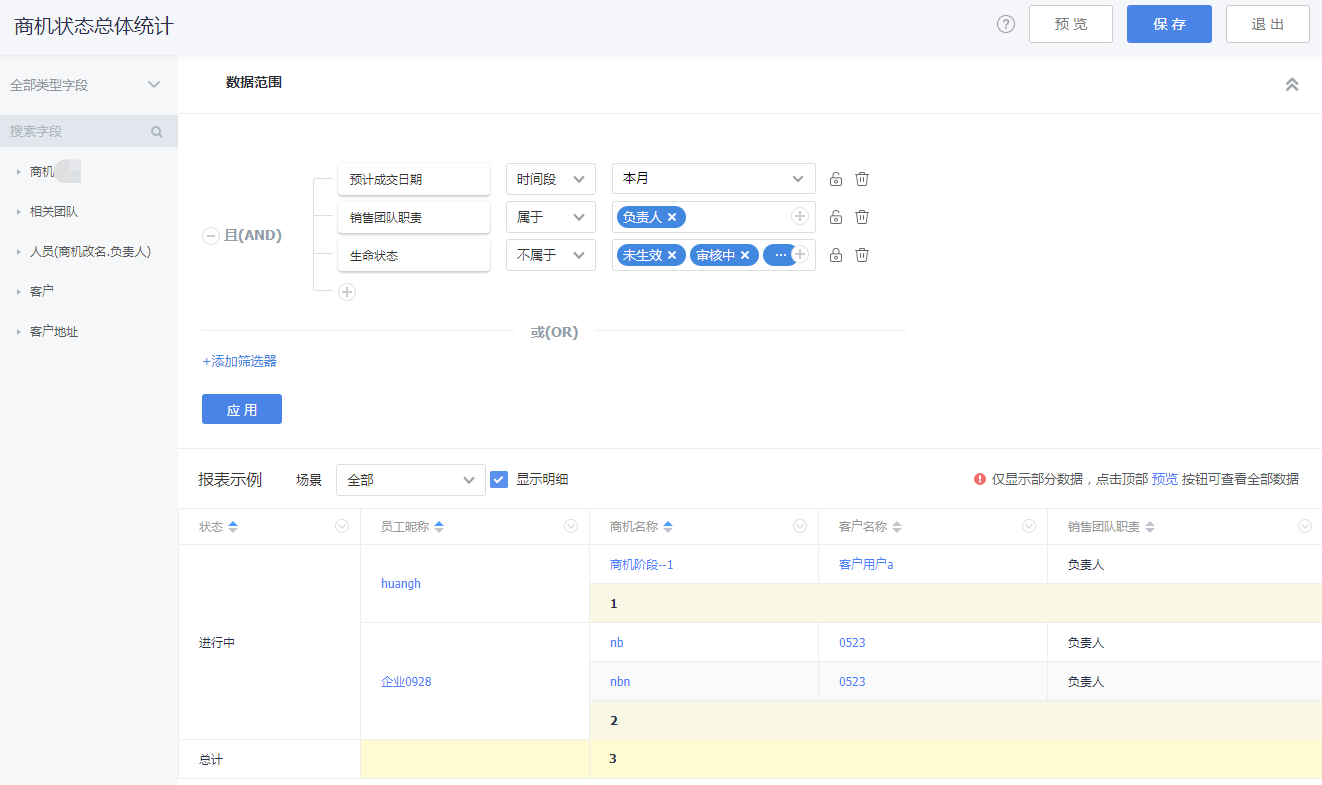 商机状态总体统计
? 预 览 保 存 退 出
全部类型字段
搜索字段
商机
相关团队
人员(商机改名.负责人)
客户
客户地址
数据范围
且(AND)
预计成交日期 时间段 本月
销售团队职责 属于 负责人 ×
生命状态 不属于 未生效 × 审核中 × ...
或(OR)
+添加筛选器
应 用
报表示例 场景 全部 显示明细 仅显示部分数据，点击顶部 预览 按钮可查看全部数据
状态 员工昵称 商机名称 客户名称 销售团队职责
进行中 huangh 商机阶段--1 客户用户a 负责人
1
企业0928 nb 0523 负责人
nbn 0523 负责人
2
总计 3